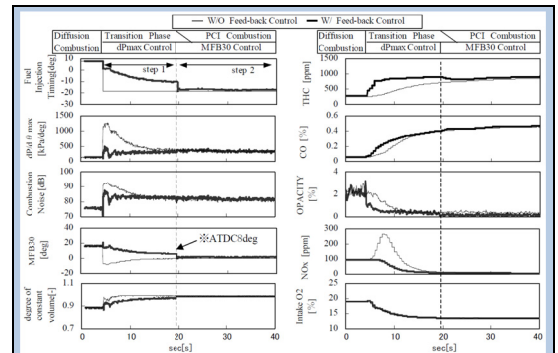 W/O Feed-back Control W/ Feed-back Control
Diffusion Combustion Transition Phase PCI Combustion
dPmax Control MFB30 Control
Fuel Injection Timing[deg]
10
0
-10
-20
-30
step 1 step 2
dP/d θ max [kPa/deg]
1500
1000
500
0
Combustion Noise [dB]
100
90
80
70
MFB30 [deg]
40
20
0
-20
※ATDC8deg
degree of constant volume[-]
1.1
0.9
0.7
0 10 20 30 40
sec[s]
Diffusion Combustion Transition Phase PCI Combustion
dPmax Control MFB30 Control
THC [ppm]
1500
1000
500
0
CO [%]
0.6
0.4
0.2
0
OPACITY [%]
4
2
0
NOx [ppm]
300
200
100
0
Intake O2 [%]
20
15
10
0 10 20 30 40
sec[s]